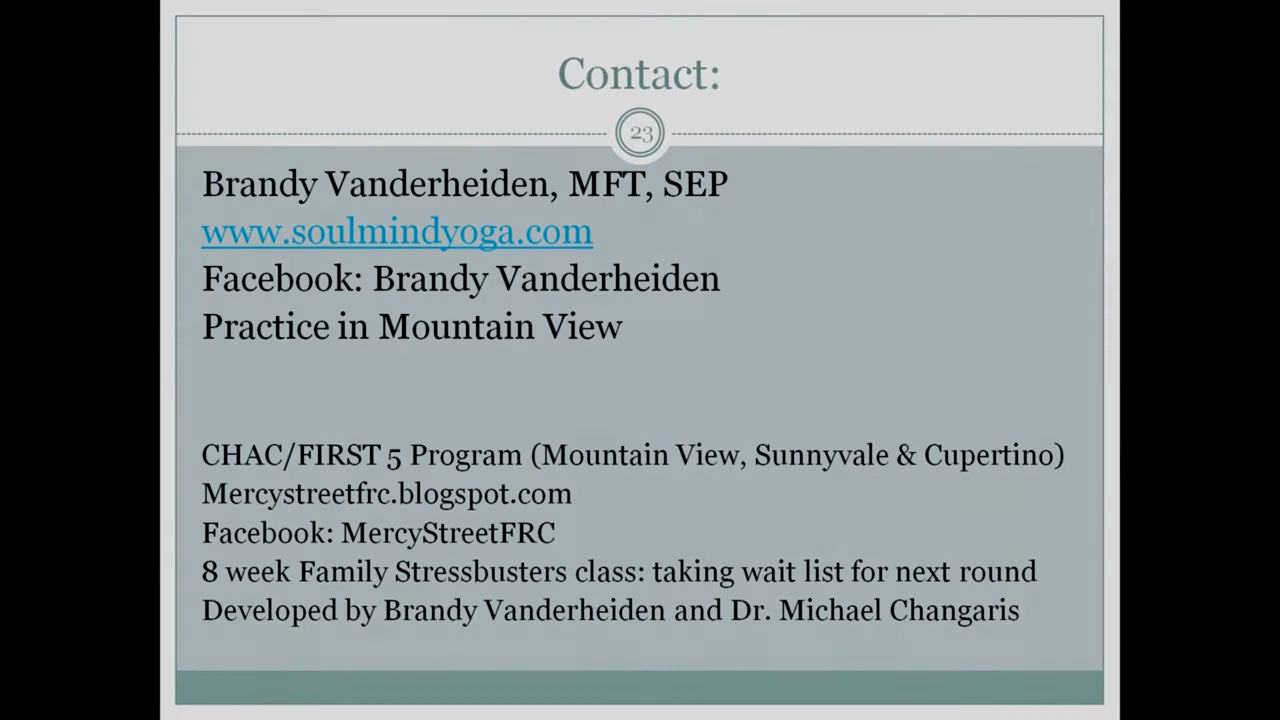 Contact:
23
Brandy Vanderheiden, MFT, SEP
www.soulmindyoga.com
Facebook: Brandy Vanderheiden
Practice in Mountain View
CHAC/FIRST 5 Program (Mountain View, Sunnyvale & Cupertino)
Mercystreetfrc.blogspot.com
Facebook: MercyStreetFRC
8 week Family Stressbusters class: taking wait list for next round
Developed by Brandy Vanderheiden and Dr. Michael Changaris